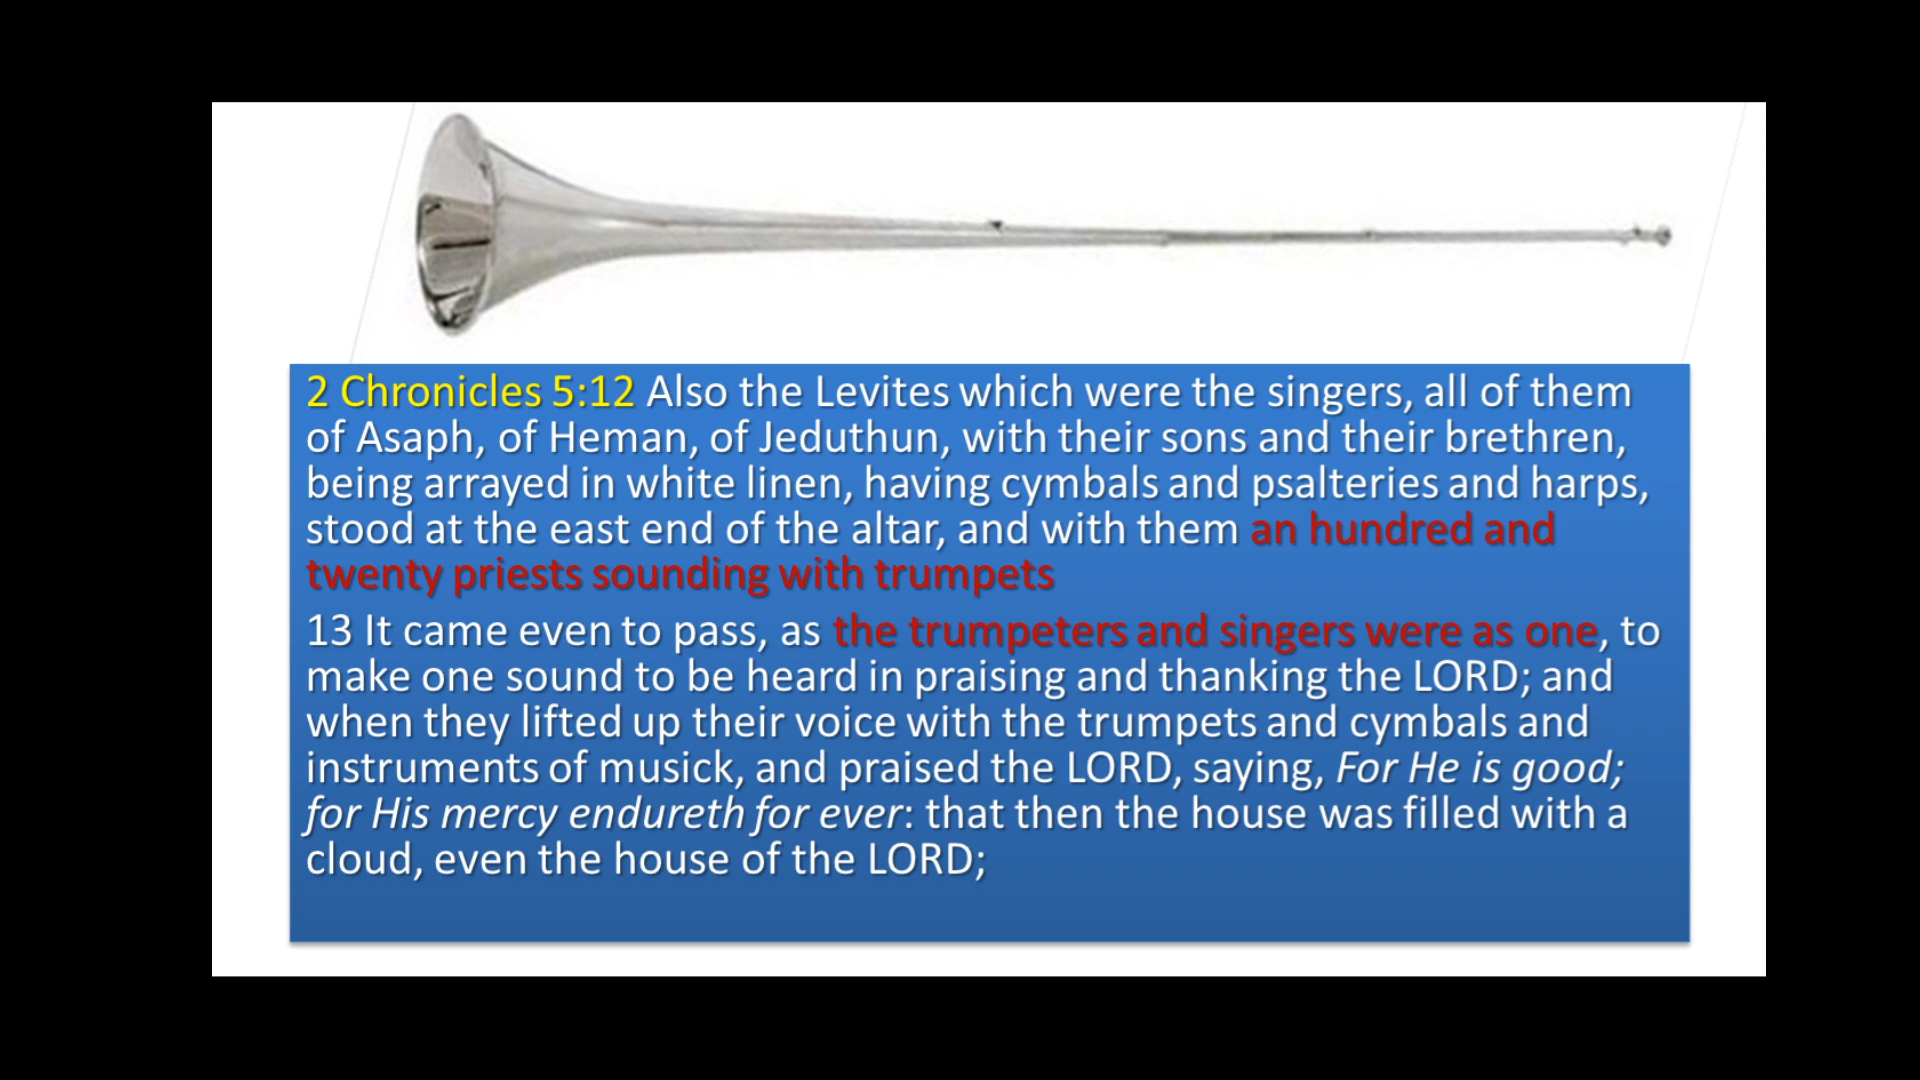 2 Chronicles 5:12 Also the Levites which were the singers, all of them
of Asaph, of Heman, of Jeduthun, with their sons and their brethren,
being arrayed in white linen, having cymbals and psalteries and harps,
stood at the east end of the altar, and with them an hundred and
twenty priests sounding with trumpets
13 It came even to pass, as the trumpeters and singers were as one, to
make one sound to be heard in praising and thanking the LORD; and
when they lifted up their voice with the trumpets and cymbals and
instruments of musick, and praised the LORD, saying, For He is good;
for His mercy endureth for ever: that then the house was filled with a
cloud, even the house of the LORD;